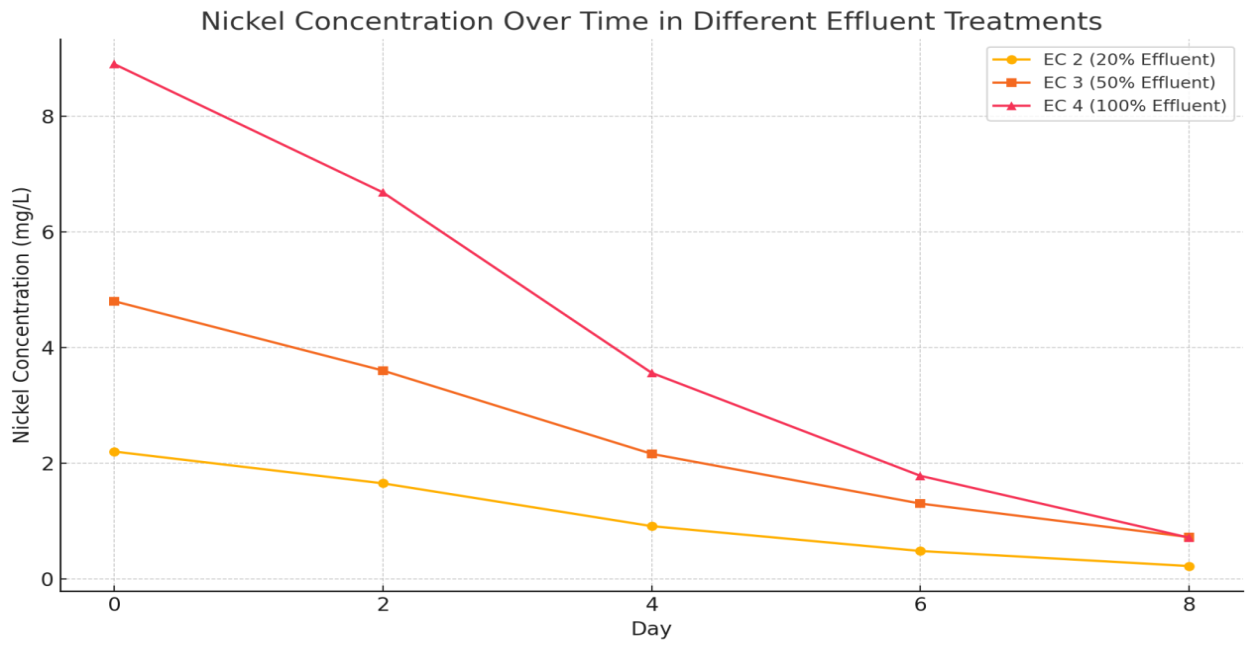 Nickel Concentration Over Time in Different Effluent Treatments
EC 2 (20% Effluent)
EC 3 (50% Effluent)
EC 4 (100% Effluent)
Nickel Concentration (mg/L)
8
6
4
2
0
0 2 4 6 8
Day